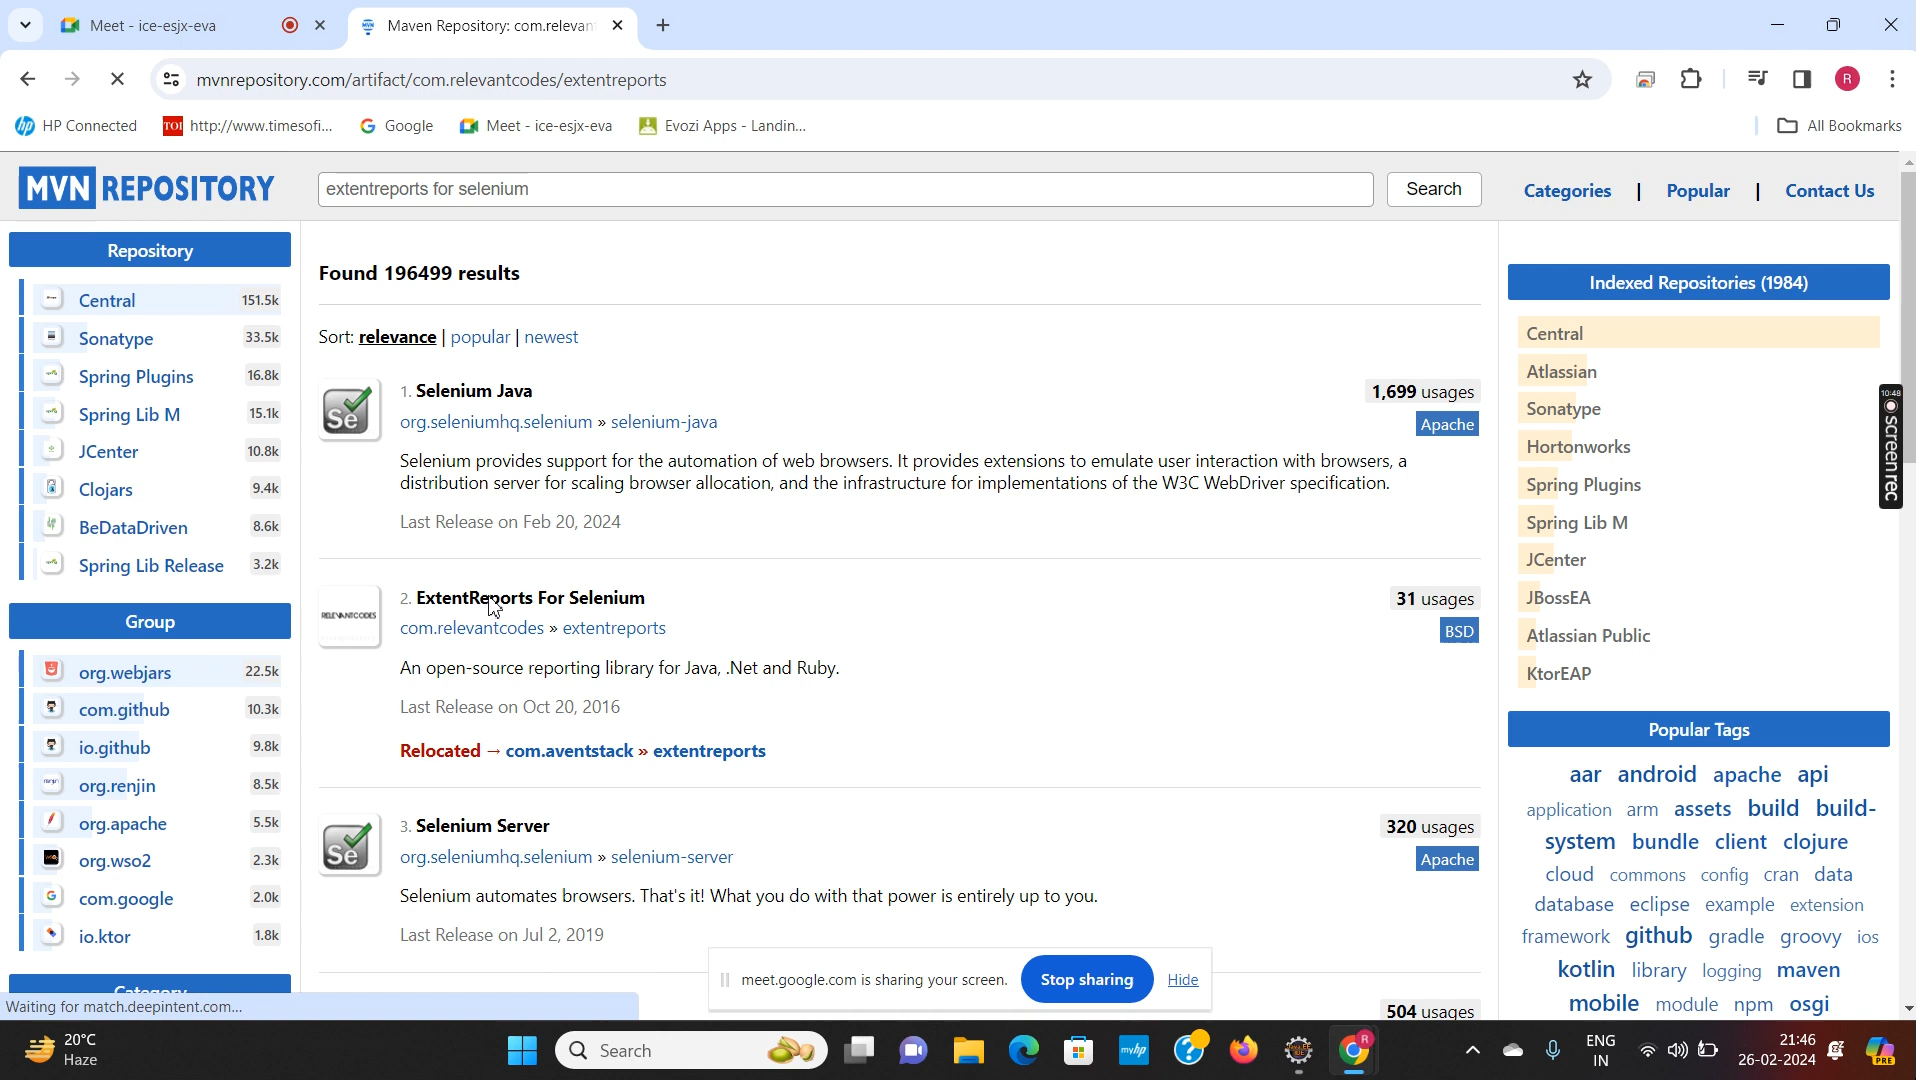 Meet - ice-esjx-eva
Maven Repository: com.relevan
mvnrepository.com/artifact/com.relevantcodes/extentreports
R
HP Connected
TOI
http://www.timesofi...
Google
Meet - ice-esjx-eva
Evozi Apps - Landin...
All Bookmarks
MVN REPOSITORY
extentreports for selenium
Search
Categories | Popular | Contact Us
Repository
Central 151.5k
Sonatype 33.5k
Spring Plugins 16.8k
Spring Lib M 15.1k
JCenter 10.8k
Clojars 9.4k
BeDataDriven 8.6k
Spring Lib Release 3.2k
Group
org.webjars 22.5k
com.github 10.3k
io.github 9.8k
org.renjin 8.5k
org.apache 5.5k
org.wso2 2.3k
com.google 2.0k
io.ktor 1.8k
Category
Waiting for match.deepintent.com...
Found 196499 results
Sort: relevance | popular | newest
1. Selenium Java
1,699 usages
org.seleniumhq.selenium » selenium-java
Apache
Selenium provides support for the automation of web browsers. It provides extensions to emulate user interaction with browsers, a
distribution server for scaling browser allocation, and the infrastructure for implementations of the W3C WebDriver specification.
Last Release on Feb 20, 2024
RELEVANTCODES
2. ExtentReports For Selenium
31 usages
com.relevantcodes » extentreports
BSD
An open-source reporting library for Java, .Net and Ruby.
Last Release on Oct 20, 2016
Relocated → com.aventstack » extentreports
3. Selenium Server
320 usages
org.seleniumhq.selenium » selenium-server
Apache
Selenium automates browsers. That's it! What you do with that power is entirely up to you.
Last Release on Jul 2, 2019
504 usages
meet.google.com is sharing your screen.
Stop sharing
Hide
Indexed Repositories (1984)
Central
Atlassian
Sonatype
Hortonworks
Spring Plugins
Spring Lib M
JCenter
JBossEA
Atlassian Public
KtorEAP
Popular Tags
aar android apache api
application arm assets build build-
system bundle client clojure
cloud commons config cran data
database eclipse example extension
framework github gradle groovy ios
kotlin library logging maven
mobile module npm osgi
10:48
screenrec
20°C
Haze
Search
myhp
ENG
IN
21:46
26-02-2024
PRE